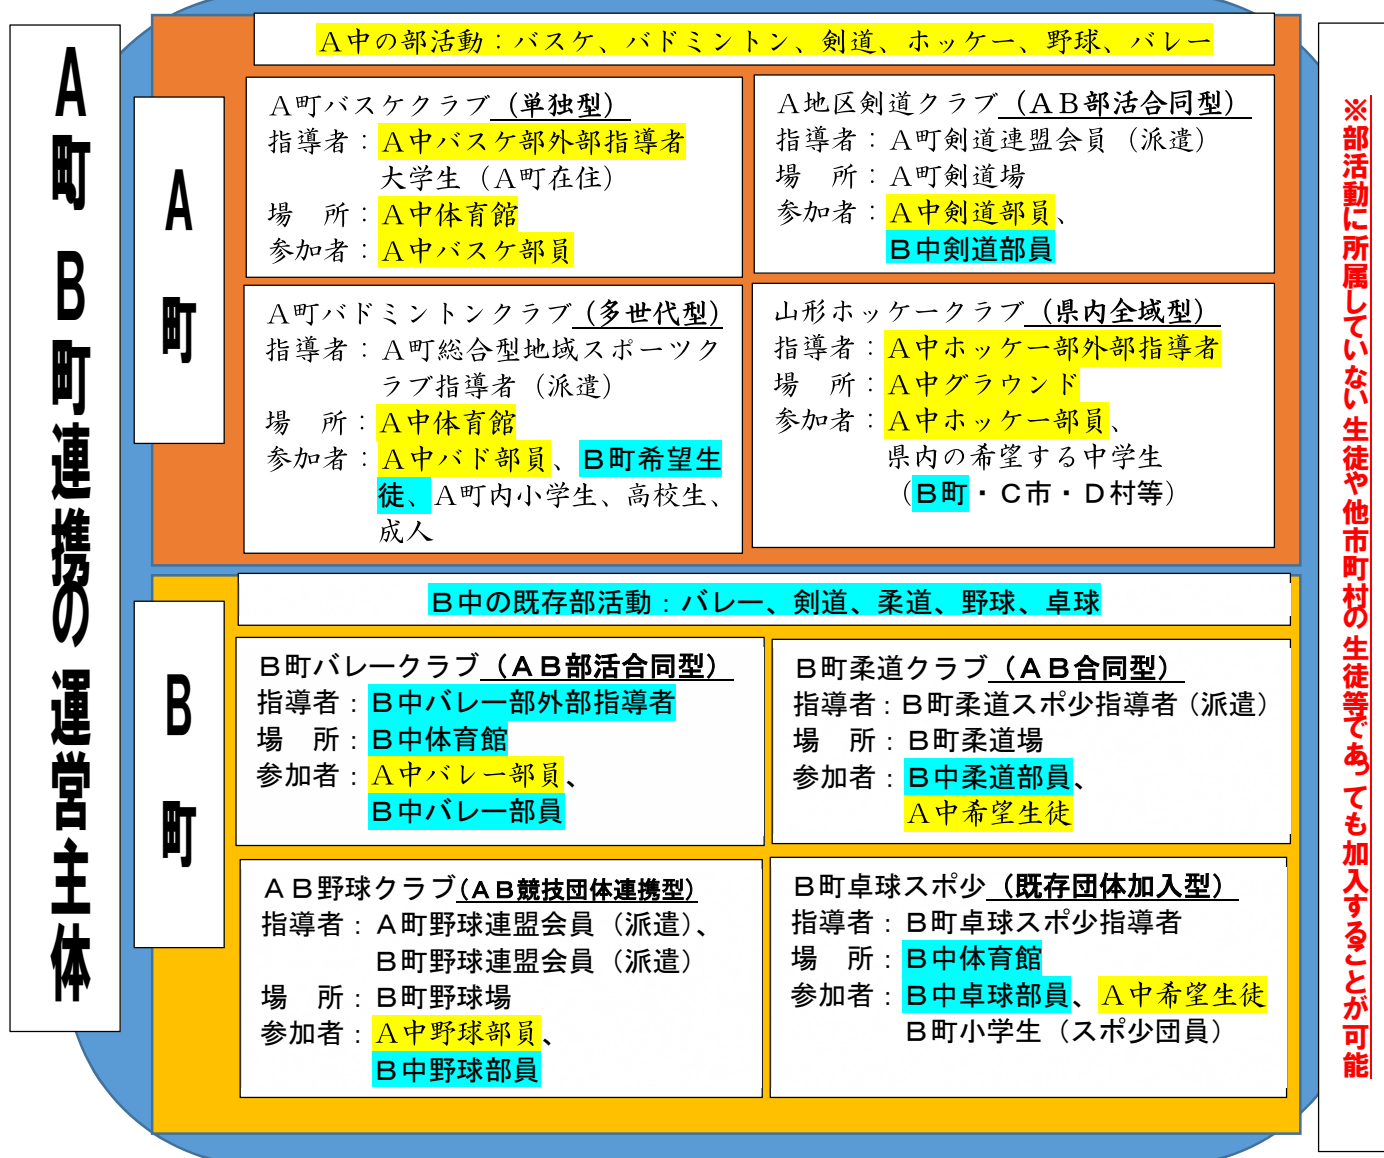 A町 B町連携の 運営主体
A中の部活動：バスケ、バドミントン、剣道、ホッケー、野球、バレー
A町
A町バスケクラブ（単独型）
指導者：A中バスケ部外部指導者
大学生（A町在住）
場　所：A中体育館
参加者：A中バスケ部員
A地区剣道クラブ（AB部活合同型）
指導者：A町剣道連盟会員（派遣）
場　所：A町剣道場
参加者：A中剣道部員、
B中剣道部員
A町バドミントンクラブ（多世代型）
指導者：A町総合型地域スポーツク
ラブ指導者（派遣）
場　所：A中体育館
参加者：A中バド部員、B町希望生
徒、A町内小学生、高校生、
成人
山形ホッケークラブ（県内全域型）
指導者：A中ホッケー部外部指導者
場　所：A中グラウンド
参加者：A中ホッケー部員、
県内の希望する中学生
（B町・C市・D村等）
B中の既存部活動：バレー、剣道、柔道、野球、卓球
B町
B町バレークラブ（AB部活合同型）
指導者：B中バレー部外部指導者
場　所：B中体育館
参加者：A中バレー部員、
B中バレー部員
B町柔道クラブ（AB合同型）
指導者：B町柔道スポ少指導者（派遣）
場　所：B町柔道場
参加者：B中柔道部員、
A中希望生徒
AB野球クラブ（AB競技団体連携型）
指導者：A町野球連盟会員（派遣）、
B町野球連盟会員（派遣）
場　所：B町野球場
参加者：A中野球部員、
B中野球部員
B町卓球スポ少（既存団体加入型）
指導者：B町卓球スポ少指導者
場　所：B中体育館
参加者：B中卓球部員、A中希望生徒
B町小学生（スポ少団員）
※部活動に所属していない生徒や他市町村の生徒等であっても加入することが可能